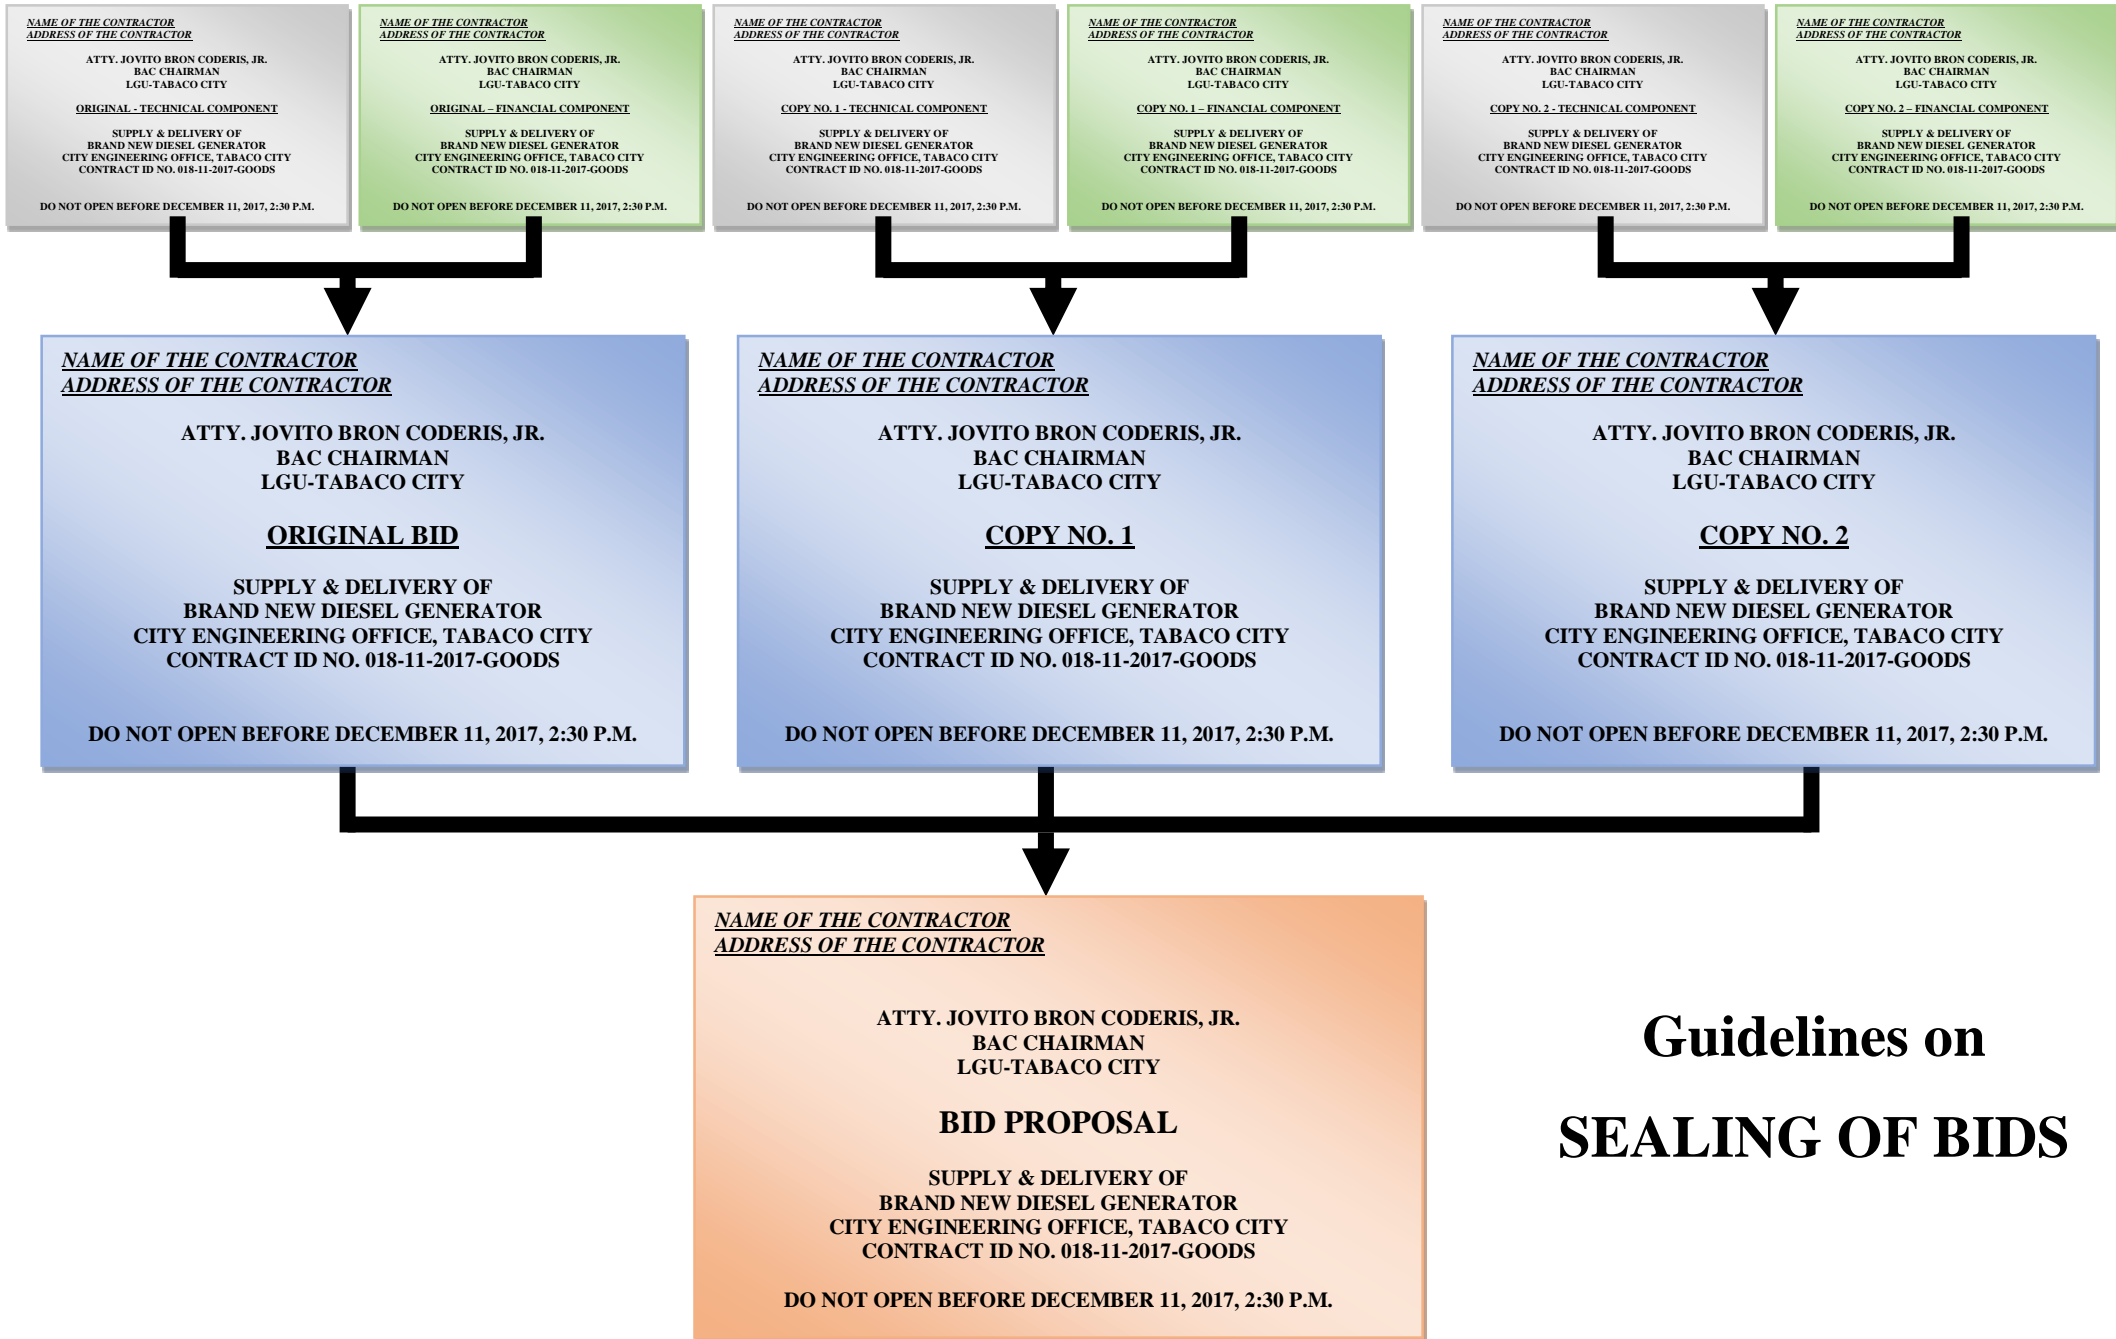 NAME OF THE CONTRACTOR
ADDRESS OF THE CONTRACTOR
ATTY. JOVITO BRON CODERIS, JR.
BAC CHAIRMAN
LGU-TABACO CITY
ORIGINAL - TECHNICAL COMPONENT
SUPPLY & DELIVERY OF
BRAND NEW DIESEL GENERATOR
CITY ENGINEERING OFFICE, TABACO CITY
CONTRACT ID NO. 018-11-2017-GOODS
DO NOT OPEN BEFORE DECEMBER 11, 2017, 2:30 P.M.
NAME OF THE CONTRACTOR
ADDRESS OF THE CONTRACTOR
ATTY. JOVITO BRON CODERIS, JR.
BAC CHAIRMAN
LGU-TABACO CITY
ORIGINAL – FINANCIAL COMPONENT
SUPPLY & DELIVERY OF
BRAND NEW DIESEL GENERATOR
CITY ENGINEERING OFFICE, TABACO CITY
CONTRACT ID NO. 018-11-2017-GOODS
DO NOT OPEN BEFORE DECEMBER 11, 2017, 2:30 P.M.
NAME OF THE CONTRACTOR
ADDRESS OF THE CONTRACTOR
ATTY. JOVITO BRON CODERIS, JR.
BAC CHAIRMAN
LGU-TABACO CITY
COPY NO. 1 - TECHNICAL COMPONENT
SUPPLY & DELIVERY OF
BRAND NEW DIESEL GENERATOR
CITY ENGINEERING OFFICE, TABACO CITY
CONTRACT ID NO. 018-11-2017-GOODS
DO NOT OPEN BEFORE DECEMBER 11, 2017, 2:30 P.M.
NAME OF THE CONTRACTOR
ADDRESS OF THE CONTRACTOR
ATTY. JOVITO BRON CODERIS, JR.
BAC CHAIRMAN
LGU-TABACO CITY
COPY NO. 1 – FINANCIAL COMPONENT
SUPPLY & DELIVERY OF
BRAND NEW DIESEL GENERATOR
CITY ENGINEERING OFFICE, TABACO CITY
CONTRACT ID NO. 018-11-2017-GOODS
DO NOT OPEN BEFORE DECEMBER 11, 2017, 2:30 P.M.
NAME OF THE CONTRACTOR
ADDRESS OF THE CONTRACTOR
ATTY. JOVITO BRON CODERIS, JR.
BAC CHAIRMAN
LGU-TABACO CITY
COPY NO. 2 - TECHNICAL COMPONENT
SUPPLY & DELIVERY OF
BRAND NEW DIESEL GENERATOR
CITY ENGINEERING OFFICE, TABACO CITY
CONTRACT ID NO. 018-11-2017-GOODS
DO NOT OPEN BEFORE DECEMBER 11, 2017, 2:30 P.M.
NAME OF THE CONTRACTOR
ADDRESS OF THE CONTRACTOR
ATTY. JOVITO BRON CODERIS, JR.
BAC CHAIRMAN
LGU-TABACO CITY
COPY NO. 2 – FINANCIAL COMPONENT
SUPPLY & DELIVERY OF
BRAND NEW DIESEL GENERATOR
CITY ENGINEERING OFFICE, TABACO CITY
CONTRACT ID NO. 018-11-2017-GOODS
DO NOT OPEN BEFORE DECEMBER 11, 2017, 2:30 P.M.
NAME OF THE CONTRACTOR
ADDRESS OF THE CONTRACTOR
ATTY. JOVITO BRON CODERIS, JR.
BAC CHAIRMAN
LGU-TABACO CITY
ORIGINAL BID
SUPPLY & DELIVERY OF
BRAND NEW DIESEL GENERATOR
CITY ENGINEERING OFFICE, TABACO CITY
CONTRACT ID NO. 018-11-2017-GOODS
DO NOT OPEN BEFORE DECEMBER 11, 2017, 2:30 P.M.
NAME OF THE CONTRACTOR
ADDRESS OF THE CONTRACTOR
ATTY. JOVITO BRON CODERIS, JR.
BAC CHAIRMAN
LGU-TABACO CITY
COPY NO. 1
SUPPLY & DELIVERY OF
BRAND NEW DIESEL GENERATOR
CITY ENGINEERING OFFICE, TABACO CITY
CONTRACT ID NO. 018-11-2017-GOODS
DO NOT OPEN BEFORE DECEMBER 11, 2017, 2:30 P.M.
NAME OF THE CONTRACTOR
ADDRESS OF THE CONTRACTOR
ATTY. JOVITO BRON CODERIS, JR.
BAC CHAIRMAN
LGU-TABACO CITY
COPY NO. 2
SUPPLY & DELIVERY OF
BRAND NEW DIESEL GENERATOR
CITY ENGINEERING OFFICE, TABACO CITY
CONTRACT ID NO. 018-11-2017-GOODS
DO NOT OPEN BEFORE DECEMBER 11, 2017, 2:30 P.M.
NAME OF THE CONTRACTOR
ADDRESS OF THE CONTRACTOR
ATTY. JOVITO BRON CODERIS, JR.
BAC CHAIRMAN
LGU-TABACO CITY
BID PROPOSAL
SUPPLY & DELIVERY OF
BRAND NEW DIESEL GENERATOR
CITY ENGINEERING OFFICE, TABACO CITY
CONTRACT ID NO. 018-11-2017-GOODS
DO NOT OPEN BEFORE DECEMBER 11, 2017, 2:30 P.M.
Guidelines on
SEALING OF BIDS